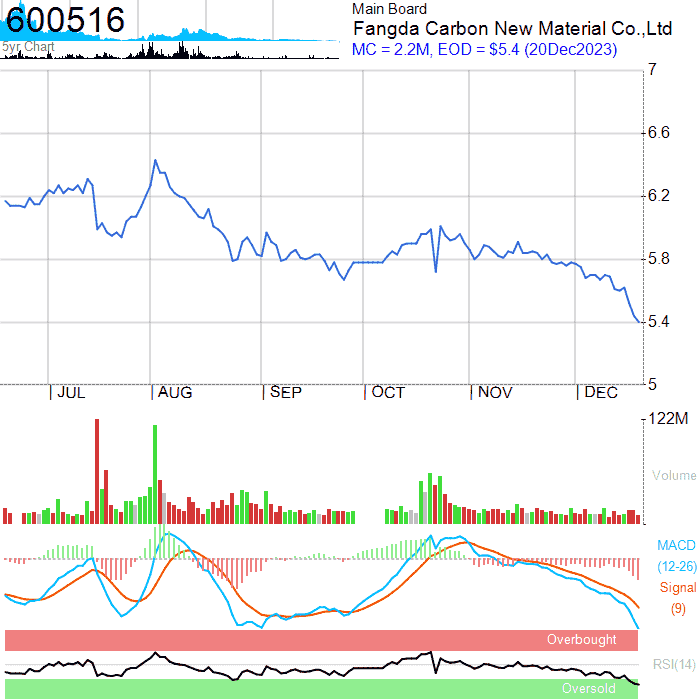 600516
5yr Chart
Main Board
Fangda Carbon New Material Co.,Ltd
MC = 2.2M, EOD = $5.4 (20Dec2023)
7
6.6
6.2
5.8
5.4
5
JUL AUG SEP OCT NOV DEC
122M
Volume
MACD
(12-26)
Signal
(9)
Overbought
RSI(14)
Oversold